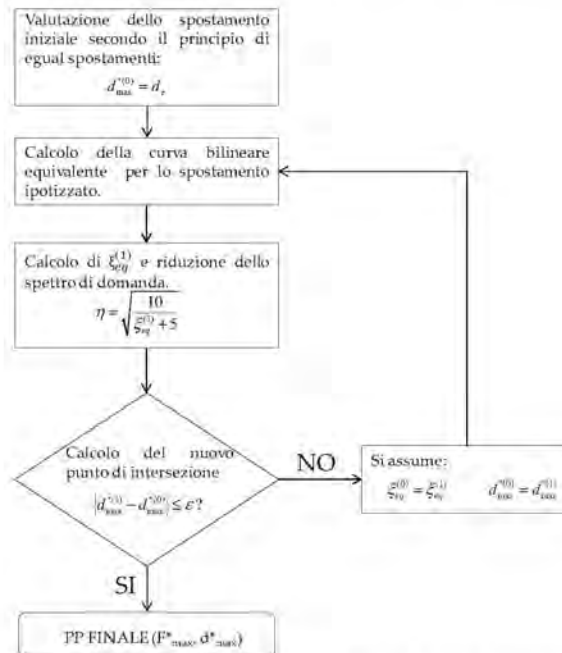 Valutazione dello spostamento
iniziale secondo il principio di
egual spostamenti:
d*(0)max = de
Calcolo della curva bilineare
equivalente per lo spostamento
ipotizzato.
Calcolo di ξ(1)eq e riduzione dello
spettro di domanda.
η = √(10 / (ξ(1)eq + 5))
Calcolo del nuovo
punto di intersezione
|d*(1)max − d*(0)max| ≤ ε?
NO
Si assume:
ξ(0)eq = ξ(1)eq d*(0)max = d*(1)max
SI
PP FINALE (F*max, d*max)